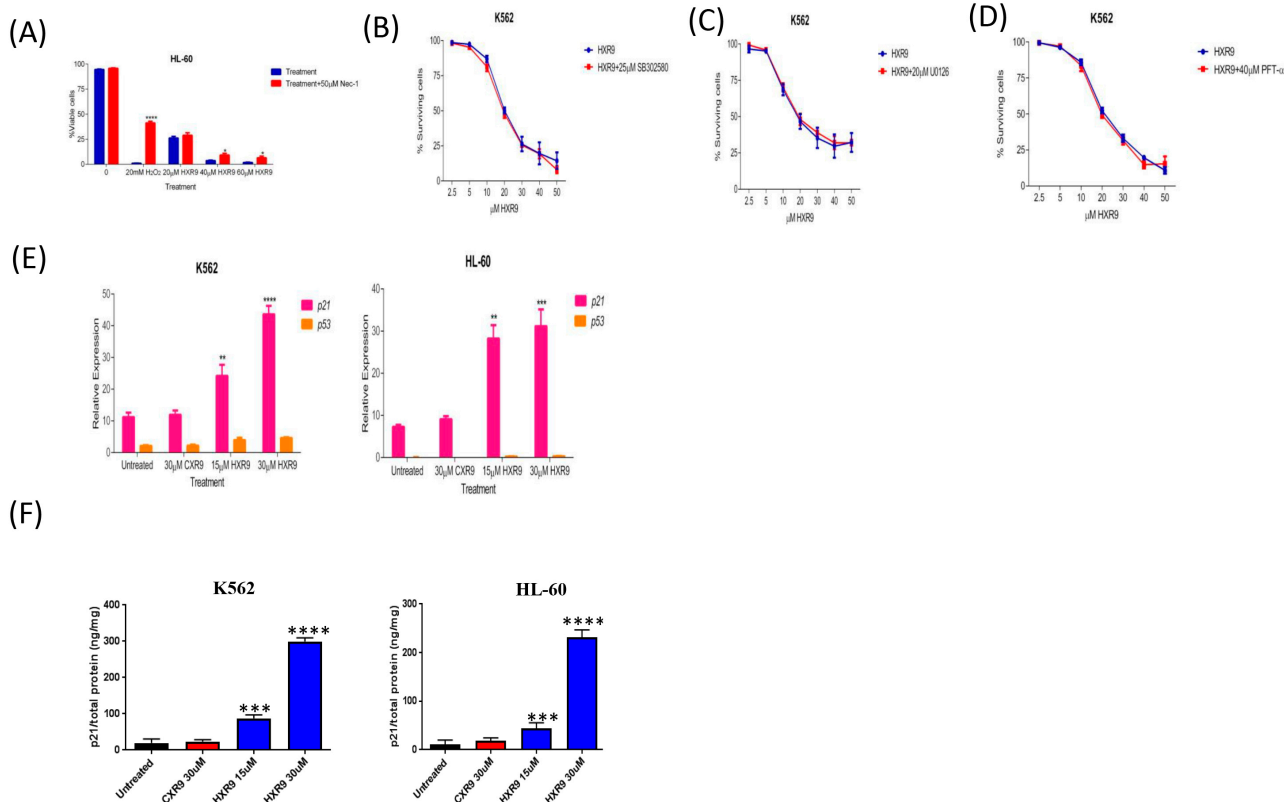 (A)
HL-60
%Viable cells
100
75
50
25
0
0
20mM H₂O₂
20µM HXR9
40µM HXR9
60µM HXR9
Treatment
Treatment
Treatment+50µM Nec-1
****
*
*
(B)
K562
% Surviving cells
100
75
50
25
0
2.5 5 10 20 30 40 50
µM HXR9
HXR9
HXR9+25µM SB302580
(C)
K562
% Surviving cells
100
75
50
25
0
2.5 5 10 20 30 40 50
µM HXR9
HXR9
HXR9+20µM U0126
(D)
K562
% Surviving cells
100
75
50
25
0
2.5 5 10 20 30 40 50
µM HXR9
HXR9
HXR9+40µM PFT-α
(E)
K562
Relative Expression
50
40
30
20
10
0
**
****
Untreated 30µM CXR9 15µM HXR9 30µM HXR9
Treatment
p21
p53
HL-60
Relative Expression
40
30
20
10
0
**
***
Untreated 30µM CXR9 15µM HXR9 30µM HXR9
Treatment
p21
p53
(F)
K562
p21/total protein (ng/mg)
400
300
200
100
0
***
****
Untreated
CXR9 30uM
HXR9 15uM
HXR9 30uM
HL-60
p21/total protein (ng/mg)
300
200
100
0
***
****
Untreated
CXR9 30uM
HXR9 15uM
HXR9 30uM